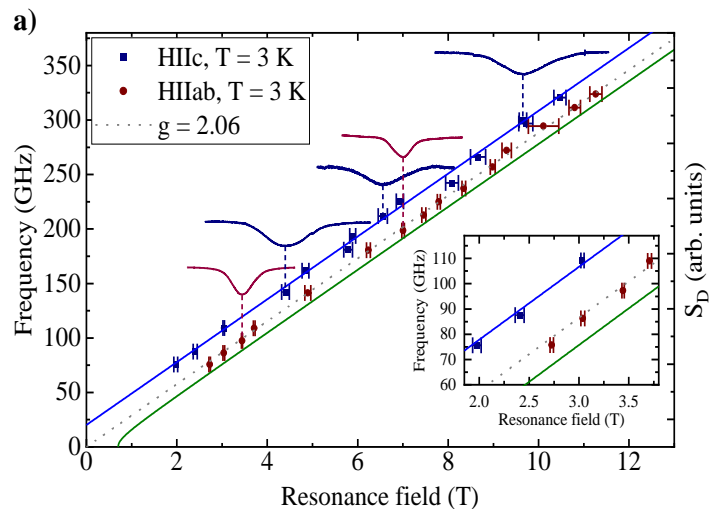 a)
HIIc, T = 3 K
HIIab, T = 3 K
g = 2.06
350
300
250
200
150
100
50
0
Frequency (GHz)
0 2 4 6 8 10 12
Resonance field (T)
S_D (arb. units)
110
100
90
80
70
60
Frequency (GHz)
2.0 2.5 3.0 3.5
Resonance field (T)